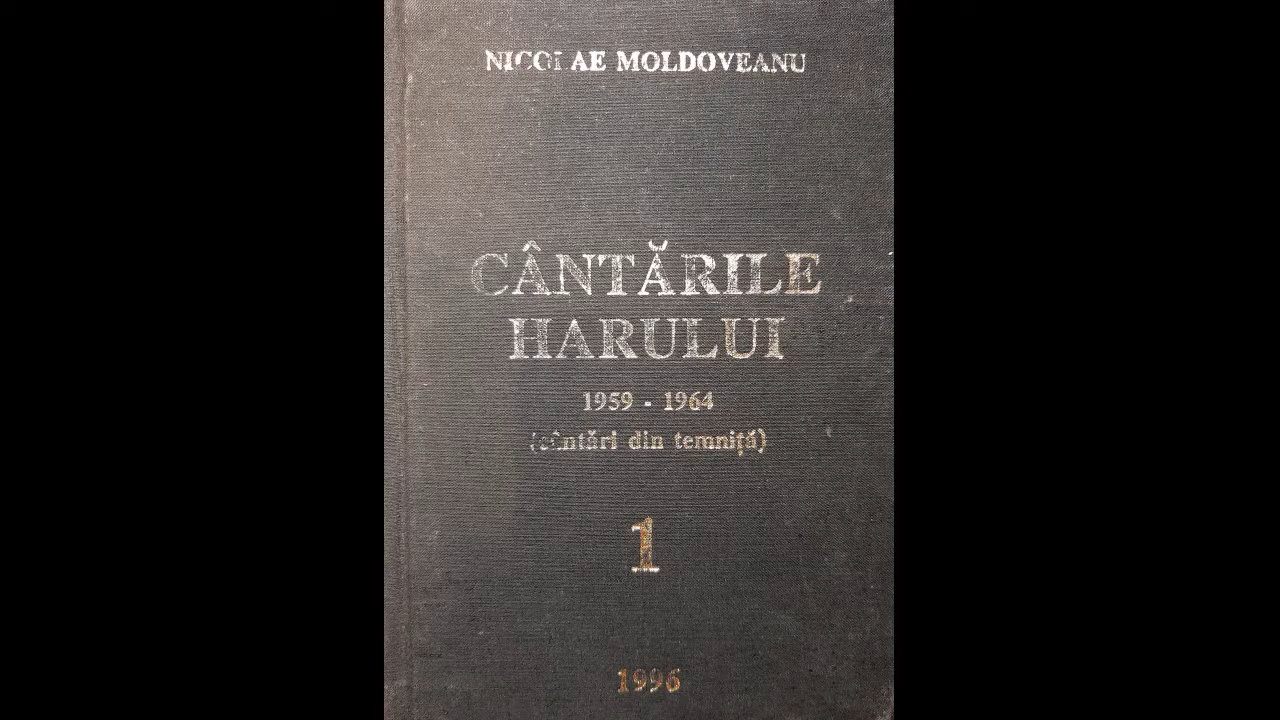 NICOLAE MOLDOVEANU
CÂNTĂRILE
HARULUI
1959 - 1964
(cântări din temniță)
1
1996